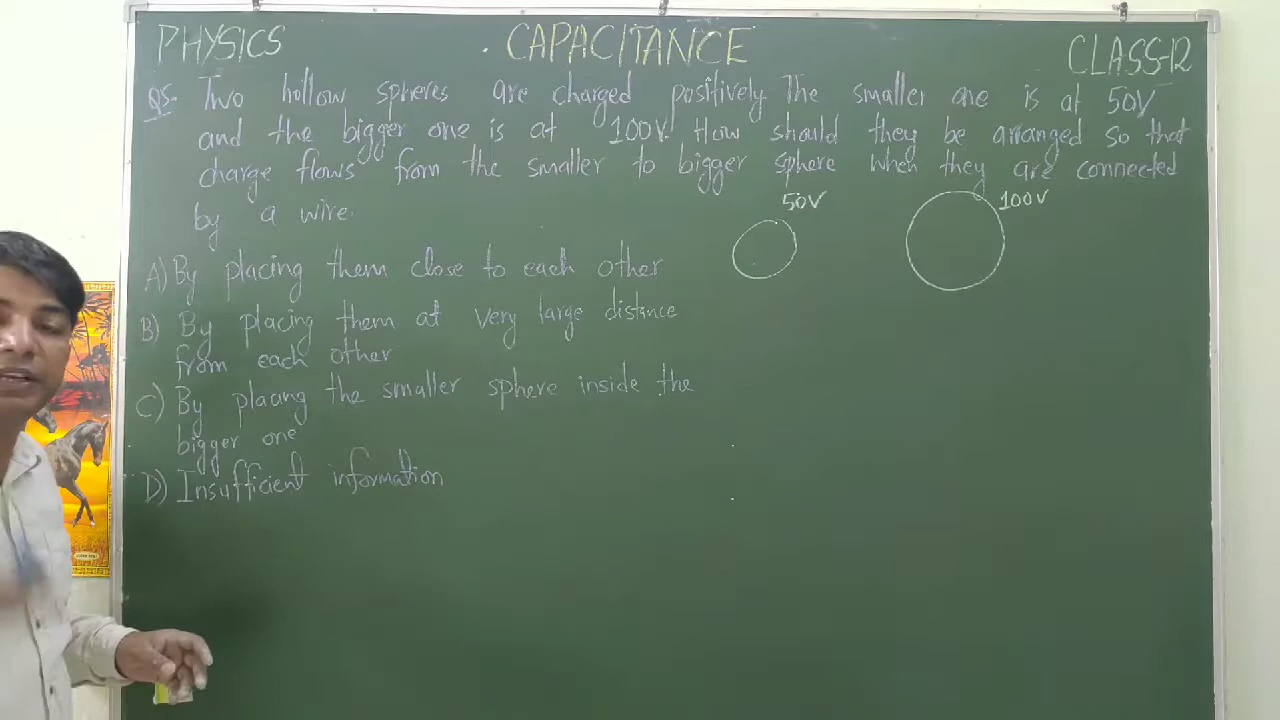 PHYSICS CAPACITANCE CLASS-12
Q5. Two hollow spheres are charged positively The smaller one is at 50V
and the bigger one is at 100V. How should they be arranged so that
charge flows from the smaller to bigger sphere when they are connected
by a wire.
50V 100V
A) By placing them close to each other
B) By placing them at very large distance
from each other
C) By placing the smaller sphere inside the
bigger one
D) Insufficient information